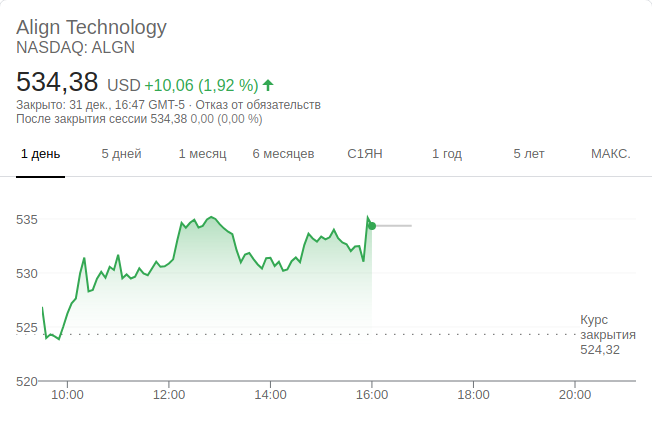 Align Technology
NASDAQ: ALGN
534,38 USD +10,06 (1,92 %)
Закрыто: 31 дек., 16:47 GMT-5 · Отказ от обязательств
После закрытия сессии 534,38 0,00 (0,00 %)
1 день 5 дней 1 месяц 6 месяцев С1ЯН 1 год 5 лет МАКС.
535
530
525
520
Курс
закрытия
524,32
10:00 12:00 14:00 16:00 18:00 20:00